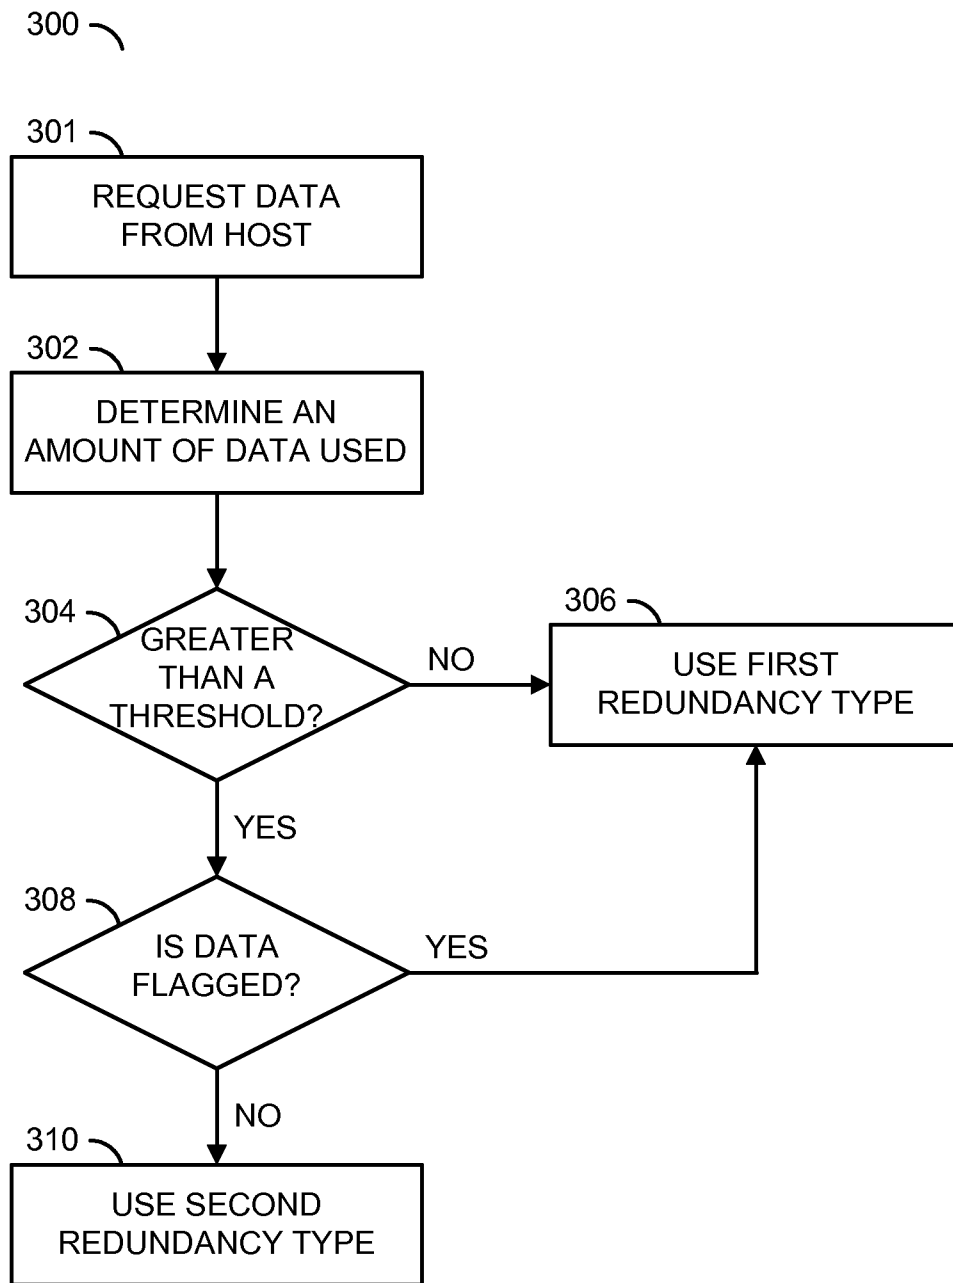 300
301
REQUEST DATA
FROM HOST
302
DETERMINE AN
AMOUNT OF DATA USED
304
GREATER
THAN A
THRESHOLD?
NO
306
USE FIRST
REDUNDANCY TYPE
YES
308
IS DATA
FLAGGED?
YES
NO
310
USE SECOND
REDUNDANCY TYPE